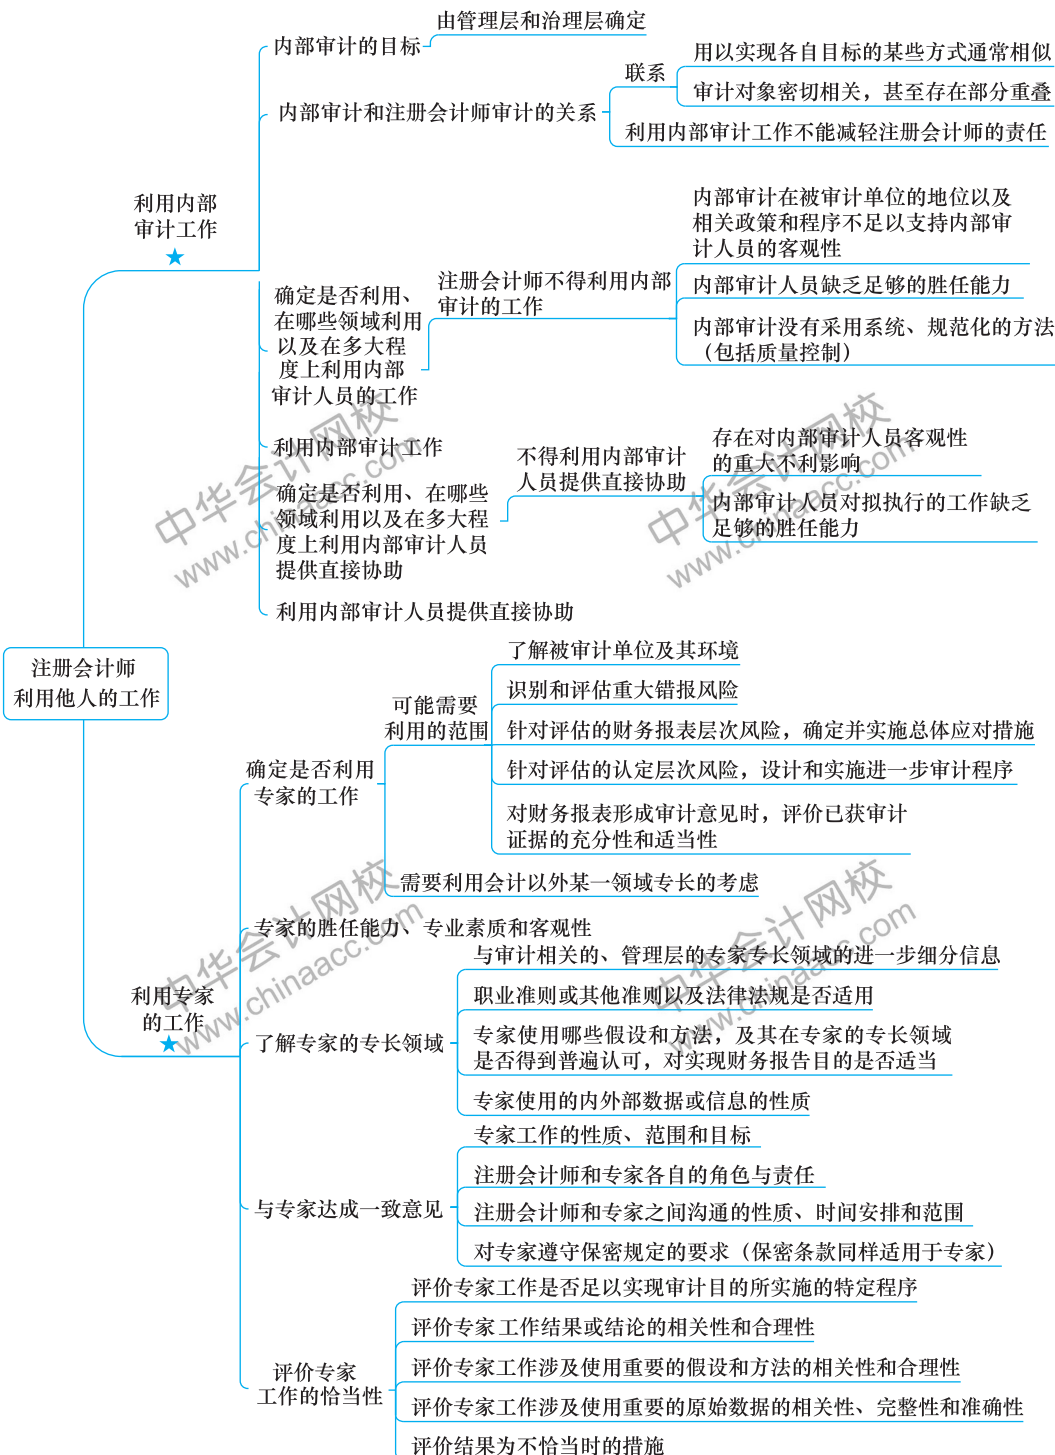 由管理层和治理层确定
内部审计的目标
用以实现各自目标的某些方式通常相似
联系
审计对象密切相关，甚至存在部分重叠
内部审计和注册会计师审计的关系
利用内部审计工作不能减轻注册会计师的责任
利用内部
审计工作
★
内部审计在被审计单位的地位以及
相关政策和程序不足以支持内部审
计人员的客观性
注册会计师不得利用内部
审计的工作
内部审计人员缺乏足够的胜任能力
内部审计没有采用系统、规范化的方法
（包括质量控制）
确定是否利用、
在哪些领域利用
以及在多大程
度上利用内部
审计人员的工作
利用内部审计工作
存在对内部审计人员客观性
的重大不利影响
不得利用内部审计
人员提供直接协助
内部审计人员对拟执行的工作缺乏
足够的胜任能力
确定是否利用、在哪些
领域利用以及在多大程
度上利用内部审计人员
提供直接协助
利用内部审计人员提供直接协助
中华会计网校
www.chinaacc.com
中华会计网校
www.chinaacc.com
注册会计师
利用他人的工作
了解被审计单位及其环境
识别和评估重大错报风险
可能需要
利用的范围
针对评估的财务报表层次风险，确定并实施总体应对措施
针对评估的认定层次风险，设计和实施进一步审计程序
对财务报表形成审计意见时，评价已获审计
证据的充分性和适当性
确定是否利用
专家的工作
需要利用会计以外某一领域专长的考虑
专家的胜任能力、专业素质和客观性
利用专家
的工作
★
与审计相关的、管理层的专家专长领域的进一步细分信息
职业准则或其他准则以及法律法规是否适用
了解专家的专长领域
专家使用哪些假设和方法，及其在专家的专长领域
是否得到普遍认可，对实现财务报告目的是否适当
专家使用的内外部数据或信息的性质
专家工作的性质、范围和目标
注册会计师和专家各自的角色与责任
与专家达成一致意见
注册会计师和专家之间沟通的性质、时间安排和范围
对专家遵守保密规定的要求（保密条款同样适用于专家）
评价专家工作是否足以实现审计目的所实施的特定程序
评价专家工作结果或结论的相关性和合理性
评价专家
工作的恰当性
评价专家工作涉及使用重要的假设和方法的相关性和合理性
评价专家工作涉及使用重要的原始数据的相关性、完整性和准确性
评价结果为不恰当时的措施
中华会计网校
www.chinaacc.com
中华会计网校
www.chinaacc.com